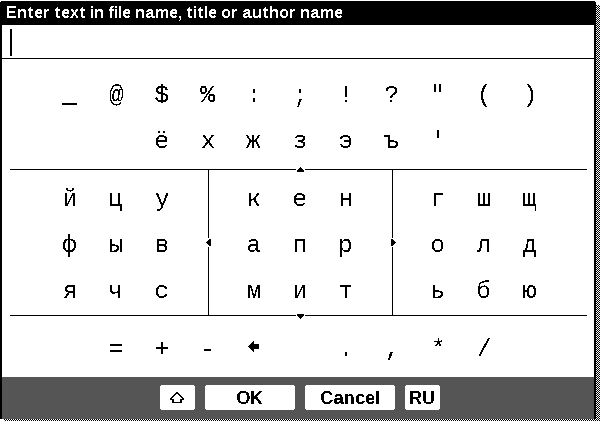 Enter text in file name, title or author name
_ @ $ % : ; ! ? " ( )
ё х ж з э ъ '
й ц у к е н г ш щ
ф ы в а п р о л д
я ч с м и т ь б ю
= + - . , * /
OK Cancel RU